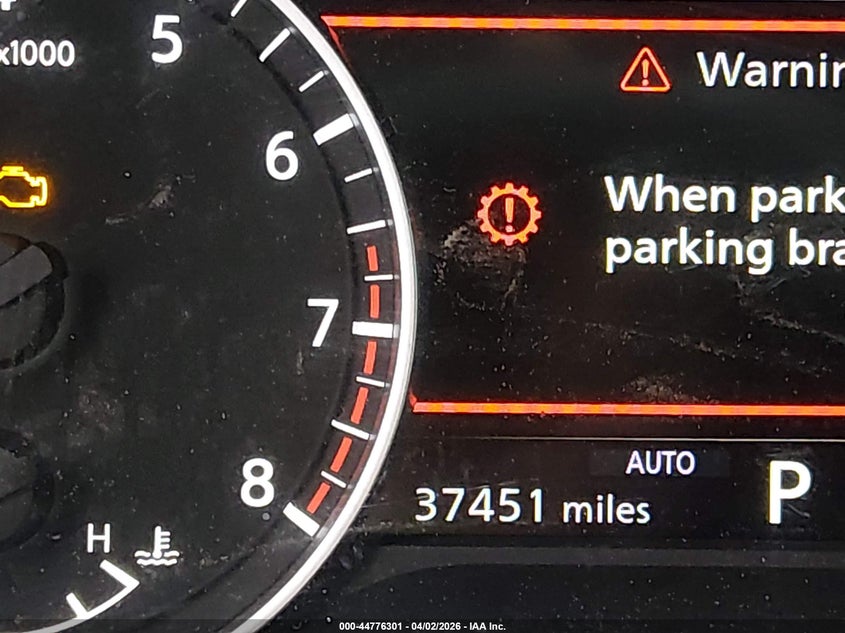 x1000
5
6
7
8
H
Warnin
When park
parking bra
AUTO
P
37451 miles
000-44776301 - 04/02/2026 - IAA Inc.